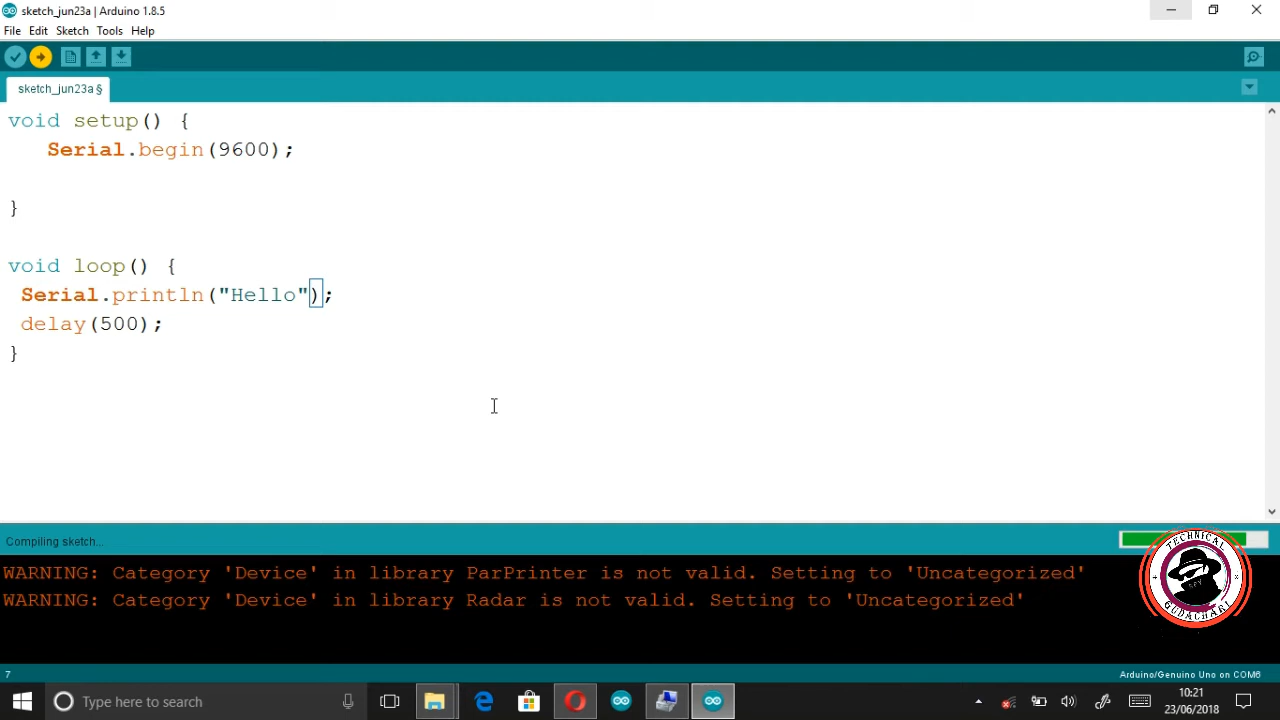 sketch_jun23a | Arduino 1.8.5
File Edit Sketch Tools Help
sketch_jun23a §
void setup() {
Serial.begin(9600);
}
void loop() {
Serial.println("Hello");
delay(500);
}
Compiling sketch...
WARNING: Category 'Device' in library ParPrinter is not valid. Setting to 'Uncategorized'
WARNING: Category 'Device' in library Radar is not valid. Setting to 'Uncategorized'
TECHNICAL
SPY
GUDACHARI
7
Arduino/Genuino Uno on COM6
Type here to search
10:21
23/06/2018